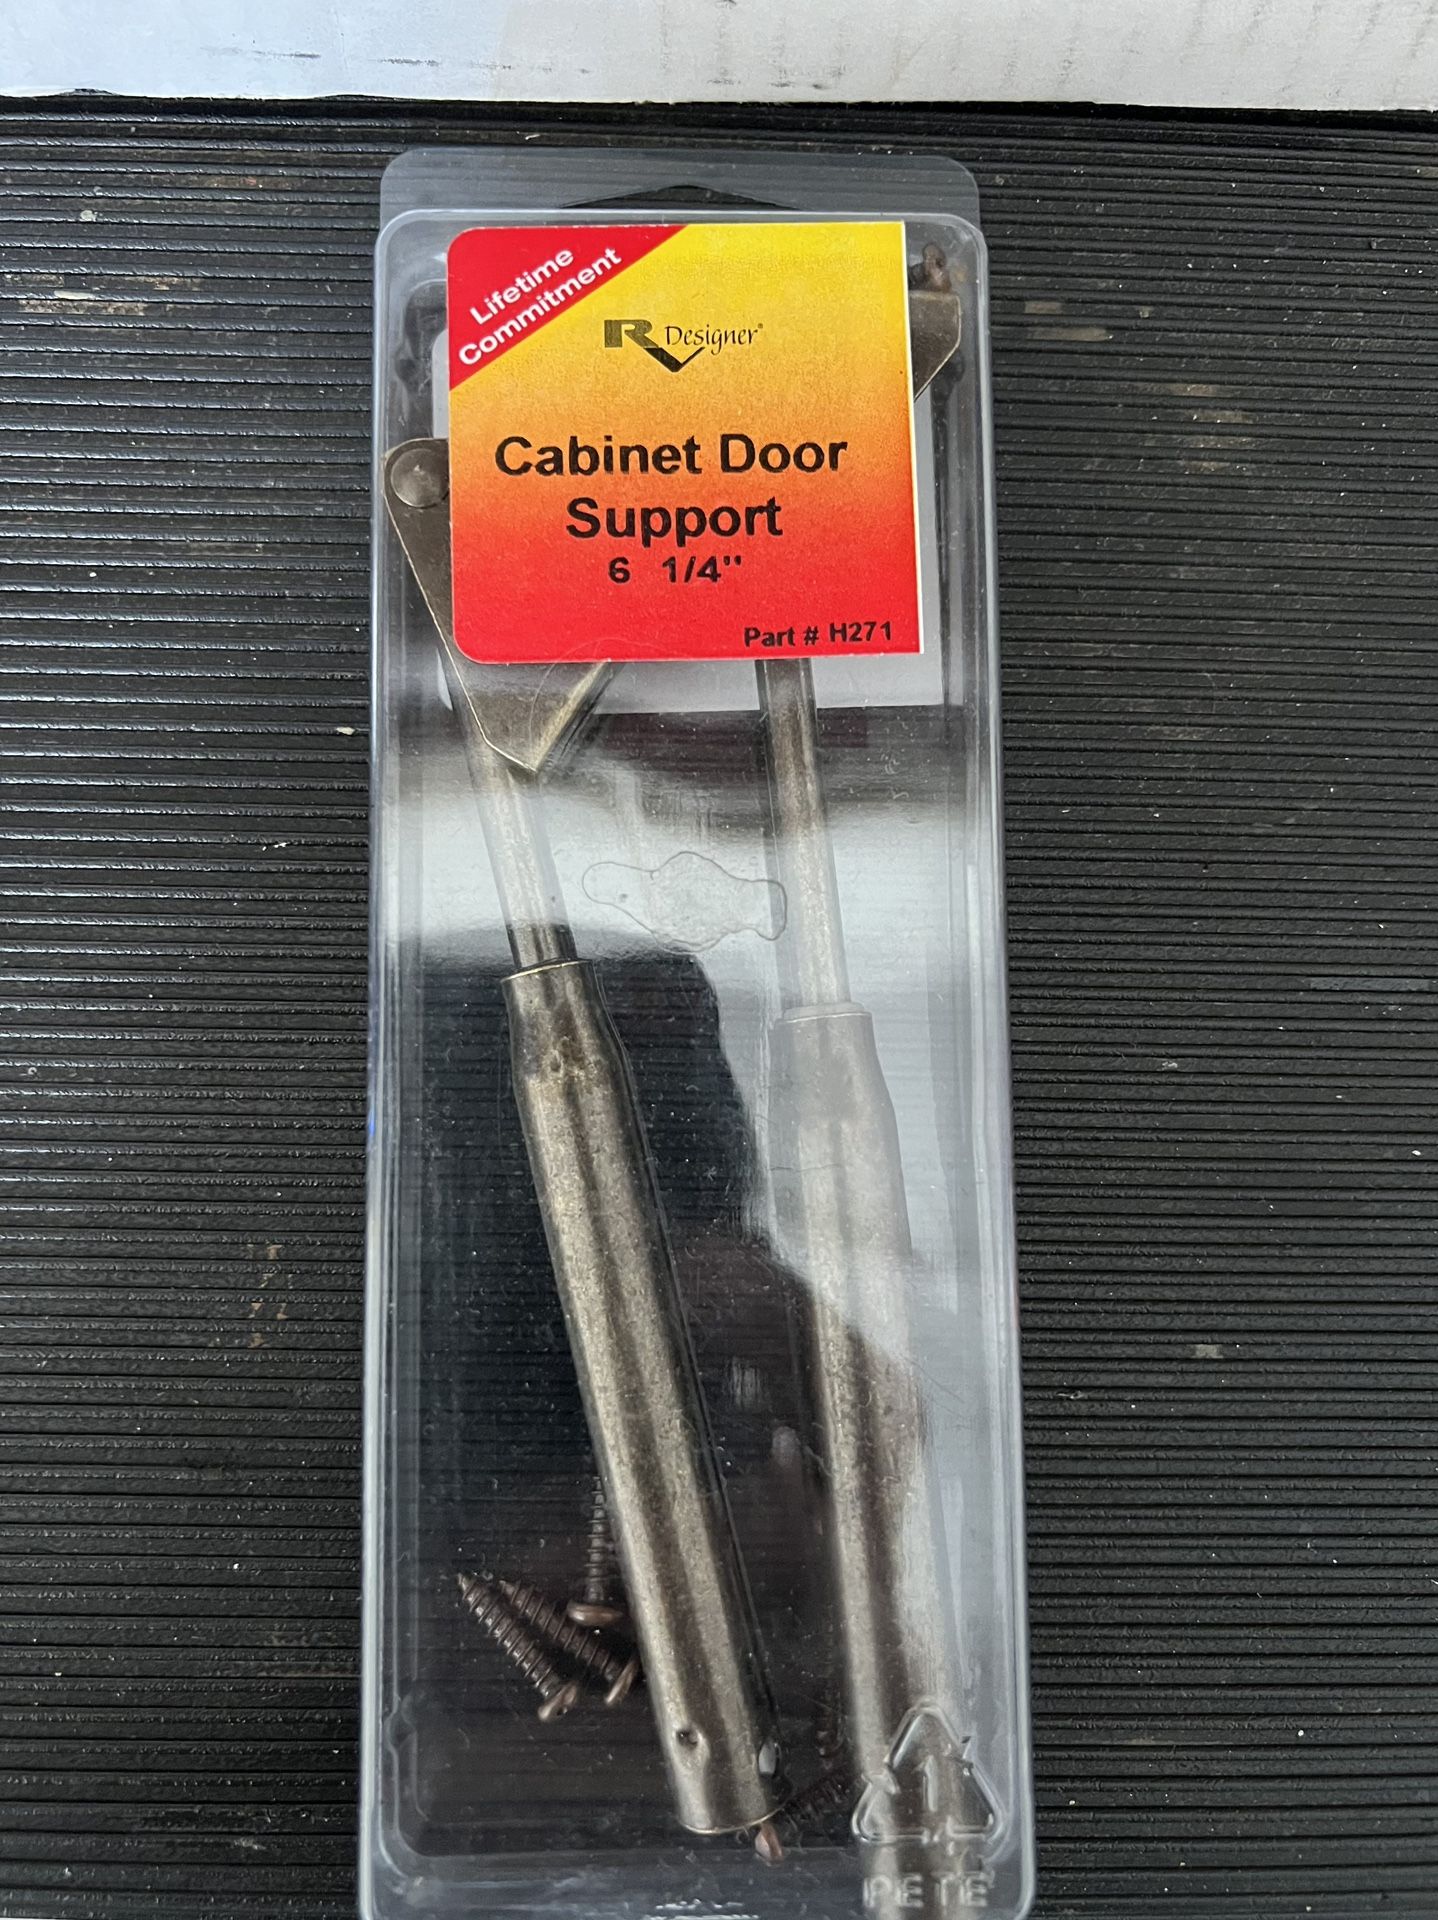 Lifetime
Commitment
RV Designer®
Cabinet Door
Support
6 1/4"
Part # H271
1
PETE